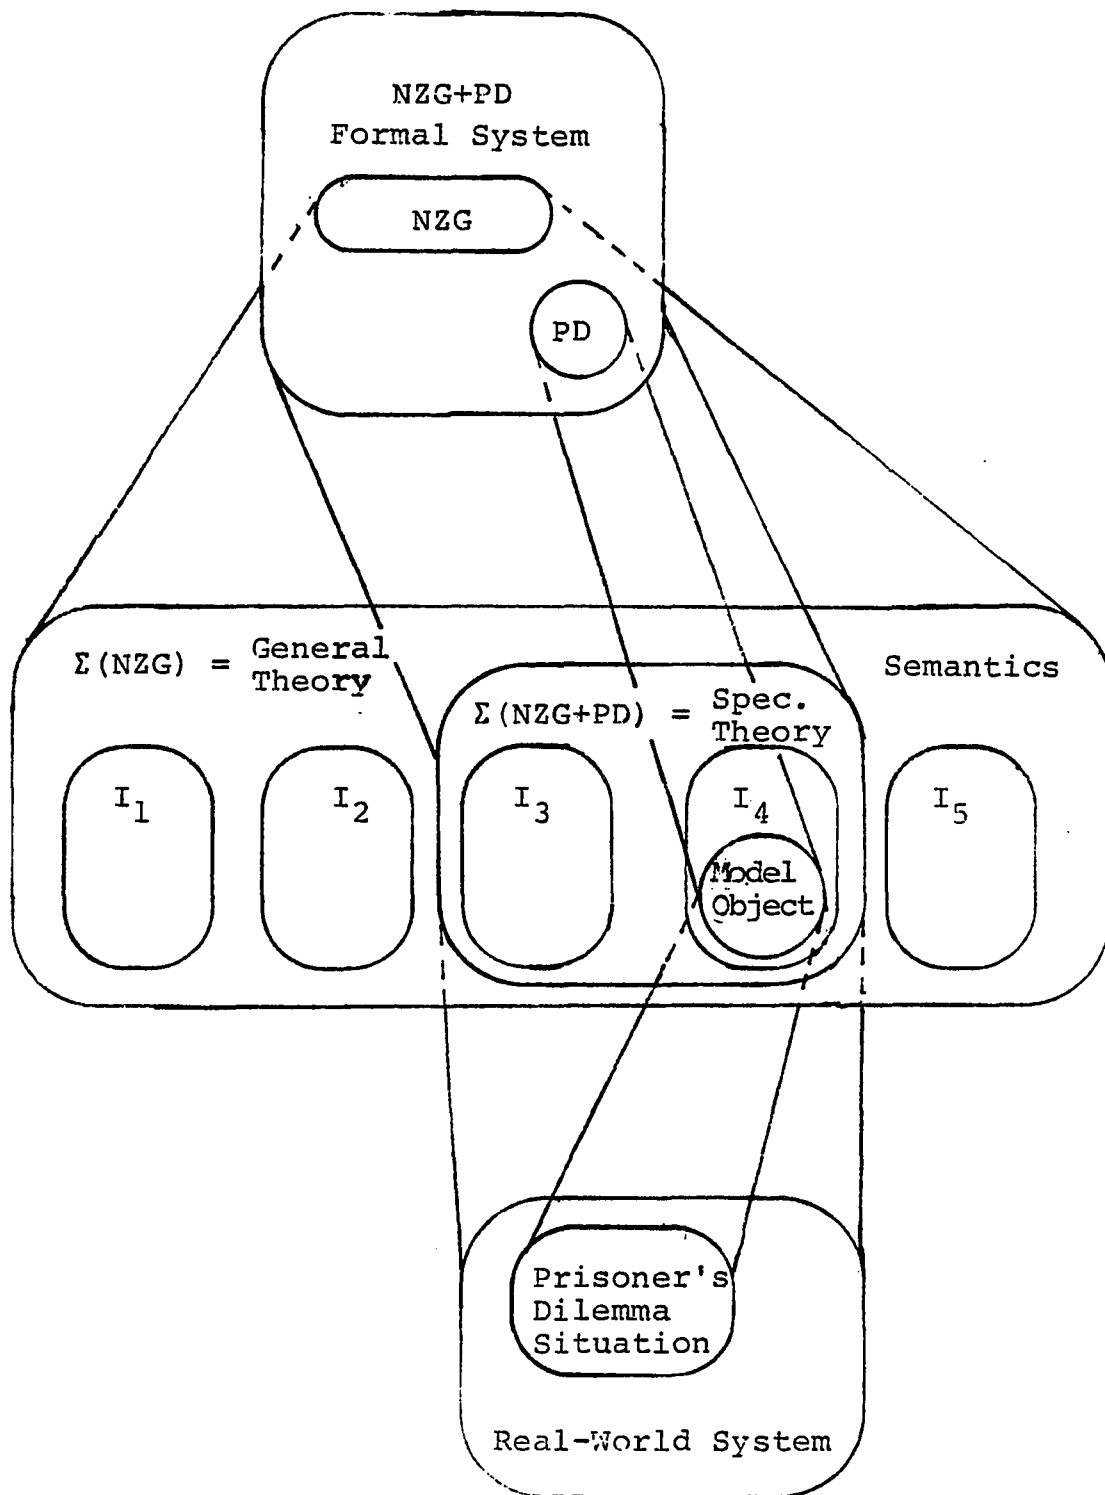 NZG+PD
Formal System
NZG
PD
Σ(NZG) = General
Theory
Semantics
Σ(NZG+PD) = Spec.
Theory
I1
I2
I3
I4
I5
Model
Object
Prisoner's
Dilemma
Situation
Real-World System